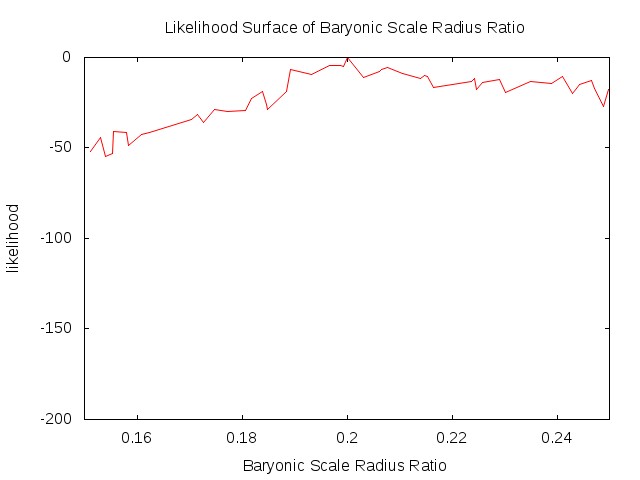 Likelihood Surface of Baryonic Scale Radius Ratio
0
-50
-100
-150
-200
likelihood
0.16 0.18 0.2 0.22 0.24
Baryonic Scale Radius Ratio